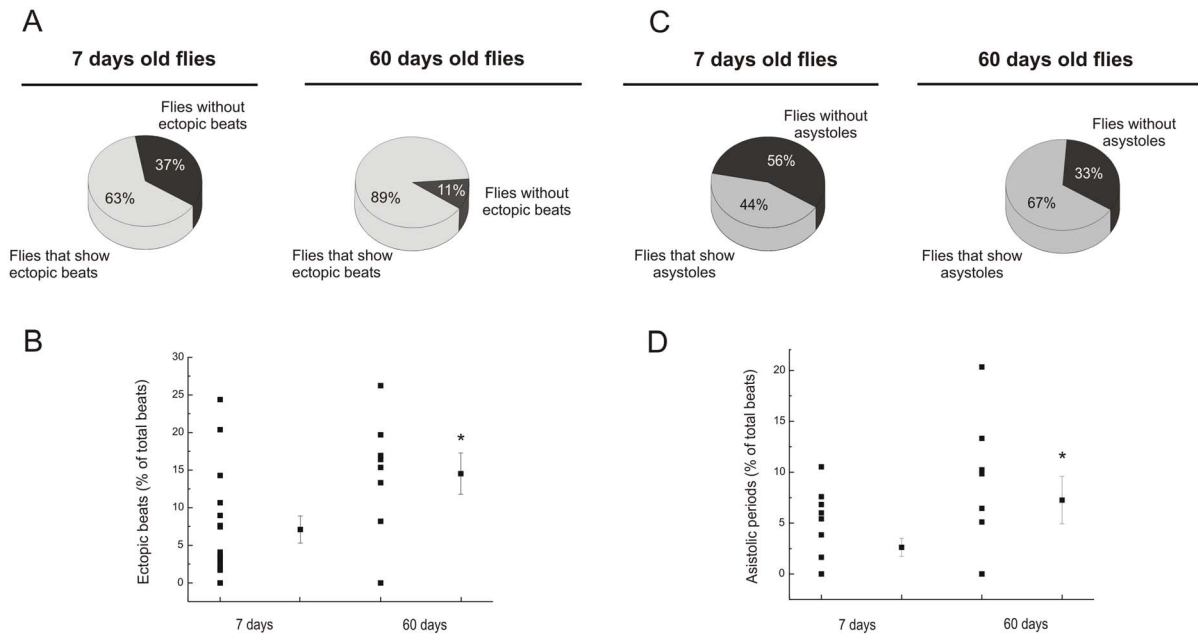 A
7 days old flies
60 days old flies
Flies without
ectopic beats
37%
63%
Flies that show
ectopic beats
89%
11%
Flies without
ectopic beats
Flies that show
ectopic beats
C
7 days old flies
60 days old flies
Flies without
asystoles
56%
44%
Flies that show
asystoles
Flies without
asystoles
33%
67%
Flies that show
asystoles
B
Ectopic beats (% of total beats)
30
25
20
15
10
5
0
*
7 days
60 days
D
Asistolic periods (% of total beats)
20
15
10
5
0
*
7 days
60 days